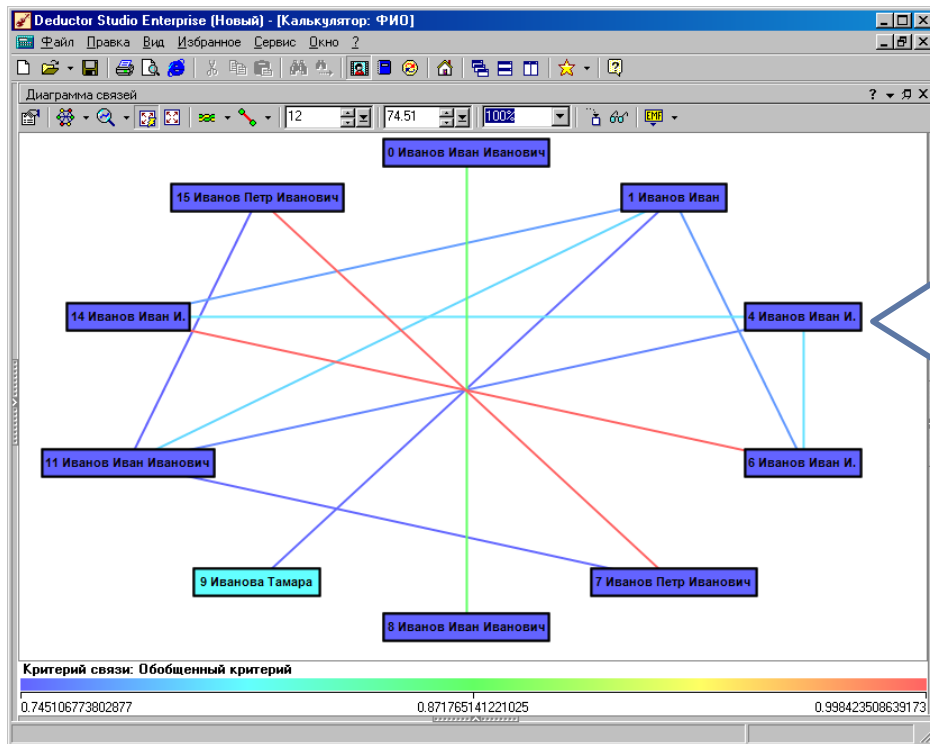 Deductor Studio Enterprise (Новый) - [Калькулятор: ФИО]
Файл Правка Вид Избранное Сервис Окно ?
Диаграмма связей
12 74.51 100% EMF
0 Иванов Иван Иванович
15 Иванов Петр Иванович
1 Иванов Иван
14 Иванов Иван И.
4 Иванов Иван И.
11 Иванов Иван Иванович
6 Иванов Иван И.
9 Иванова Тамара
7 Иванов Петр Иванович
8 Иванов Иван Иванович
Критерий связи: Обобщенный критерий
0.745106773802877 0.871765141221025 0.998423508639173